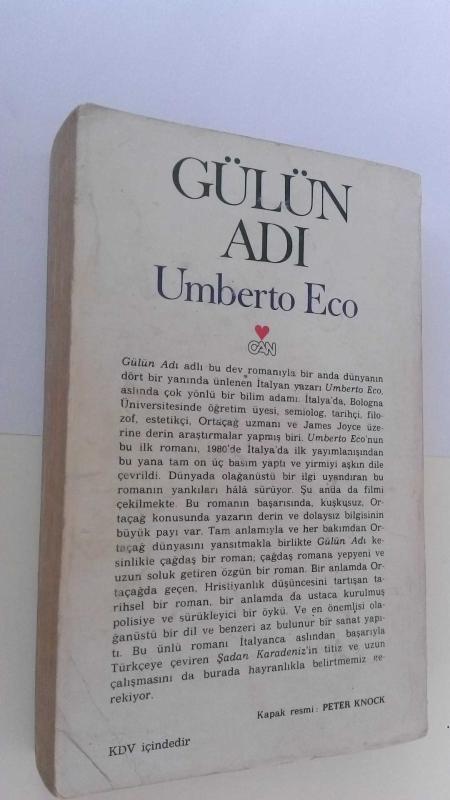 GÜLÜN
ADI
Umberto Eco
CAN
Gülün Adı adlı bu dev romanıyla bir anda dünyanın
dört bir yanında ünlenen İtalyan yazarı Umberto Eco,
aslında çok yönlü bir bilim adamı. İtalya'da, Bologna
Üniversitesinde öğretim üyesi, semiolog, tarihçi, filo-
zof, estetikçi, Ortaçağ uzmanı ve James Joyce üze-
rine derin araştırmalar yapmış biri. Umberto Eco'nun
bu ilk romanı, 1980'de İtalya'da ilk yayımlanışından
bu yana tam on üç basım yaptı ve yirmiyi aşkın dile
çevrildi. Dünyada olağanüstü bir ilgi uyandıran bu
romanın yankıları hâlâ sürüyor. Şu anda da filmi
çekilmekte. Bu romanın başarısında, kuşkusuz, Or-
taçağ konusunda yazarın derin ve dolaysız bilgisinin
büyük payı var. Tam anlamıyla ve her bakımdan Or-
taçağ dünyasını yansıtmakla birlikte Gülün Adı ke-
sinlikle çağdaş bir roman; çağdaş romana yepyeni ve
uzun soluk getiren özgün bir roman. Bir anlamda Or-
taçağda geçen, Hristiyanlık düşüncesini tartışan ta-
rihsel bir roman, bir anlamda da ustaca kurulmuş
polisiye ve sürükleyici bir öykü. Ve en önemlisi ola-
ğanüstü bir dil ve benzeri az bulunur bir sanat yapı-
tı. Bu ünlü romanı İtalyanca aslından başarıyla
Türkçeye çeviren Şadan Karadeniz'in titiz ve uzun
çalışmasını da burada hayranlıkla belirtmemiz ge-
rekiyor.
Kapak resmi: PETER KNOCK
KDV içindedir